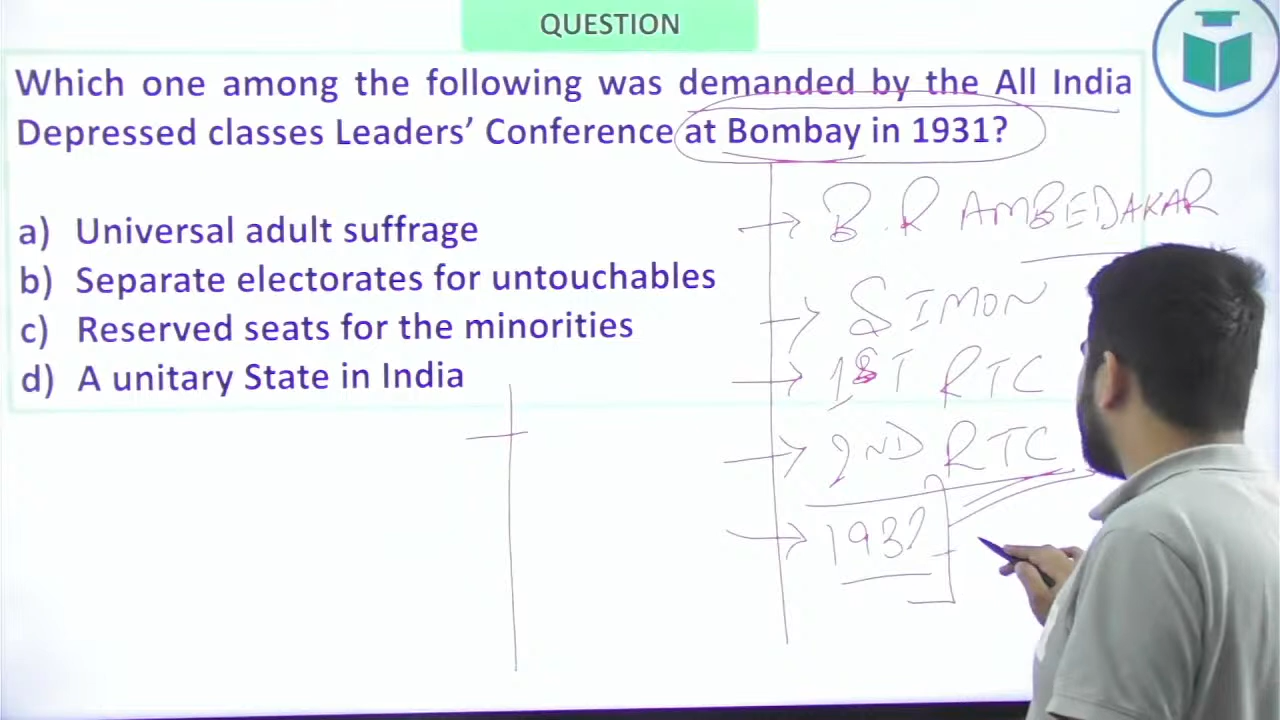 QUESTION
Which one among the following was demanded by the All India
Depressed classes Leaders’ Conference at Bombay in 1931?
a) Universal adult suffrage
b) Separate electorates for untouchables
c) Reserved seats for the minorities
d) A unitary State in India
B.R AMBEDAKAR
SIMON
1ST RTC
2ND RTC
1932